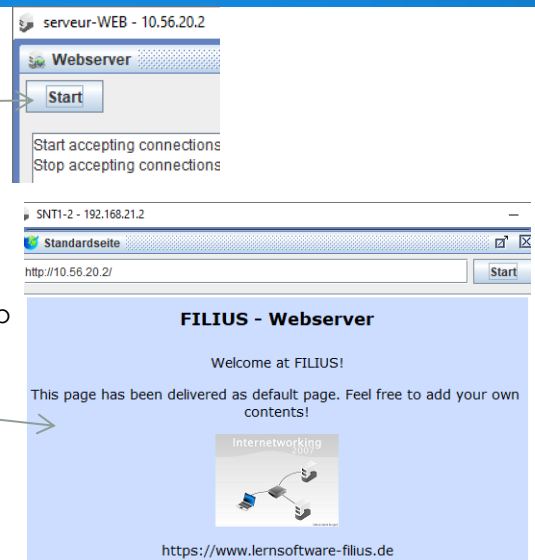 serveur-WEB - 10.56.20.2
Webserver
Start
Start accepting connections
Stop accepting connections
SNT1-2 - 192.168.21.2
Standardseite
http://10.56.20.2/
Start
FILIUS - Webserver
Welcome at FILIUS!
This page has been delivered as default page. Feel free to add your own
contents!
Internetworking
2007
https://www.lernsoftware-filius.de